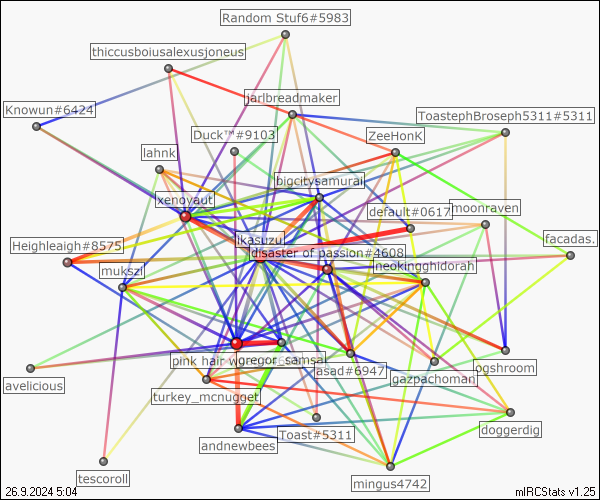 Random Stuf6#5983
thiccusboiusalexusjoneus
jarlbreadmaker
Knowun#6424
ToastephBroseph5311#5311
Duck™#9103
ZeeHonK
lahnk
bigcitysamurai
xenoyaut
default#0617
moonraven
ikasuzu
Heighleaigh#8575
disaster of passion#4608
facadas.
mukszi
neokingghidorah
pink hair wo
gregor_samsa
asad#6947
ogshroom
avelicious
gazpachoman
turkey_mcnugget
andnewbees
Toast#5311
doggerdig
tescoroll
mingus4742
26.9.2024 5:04
mIRCStats v1.25